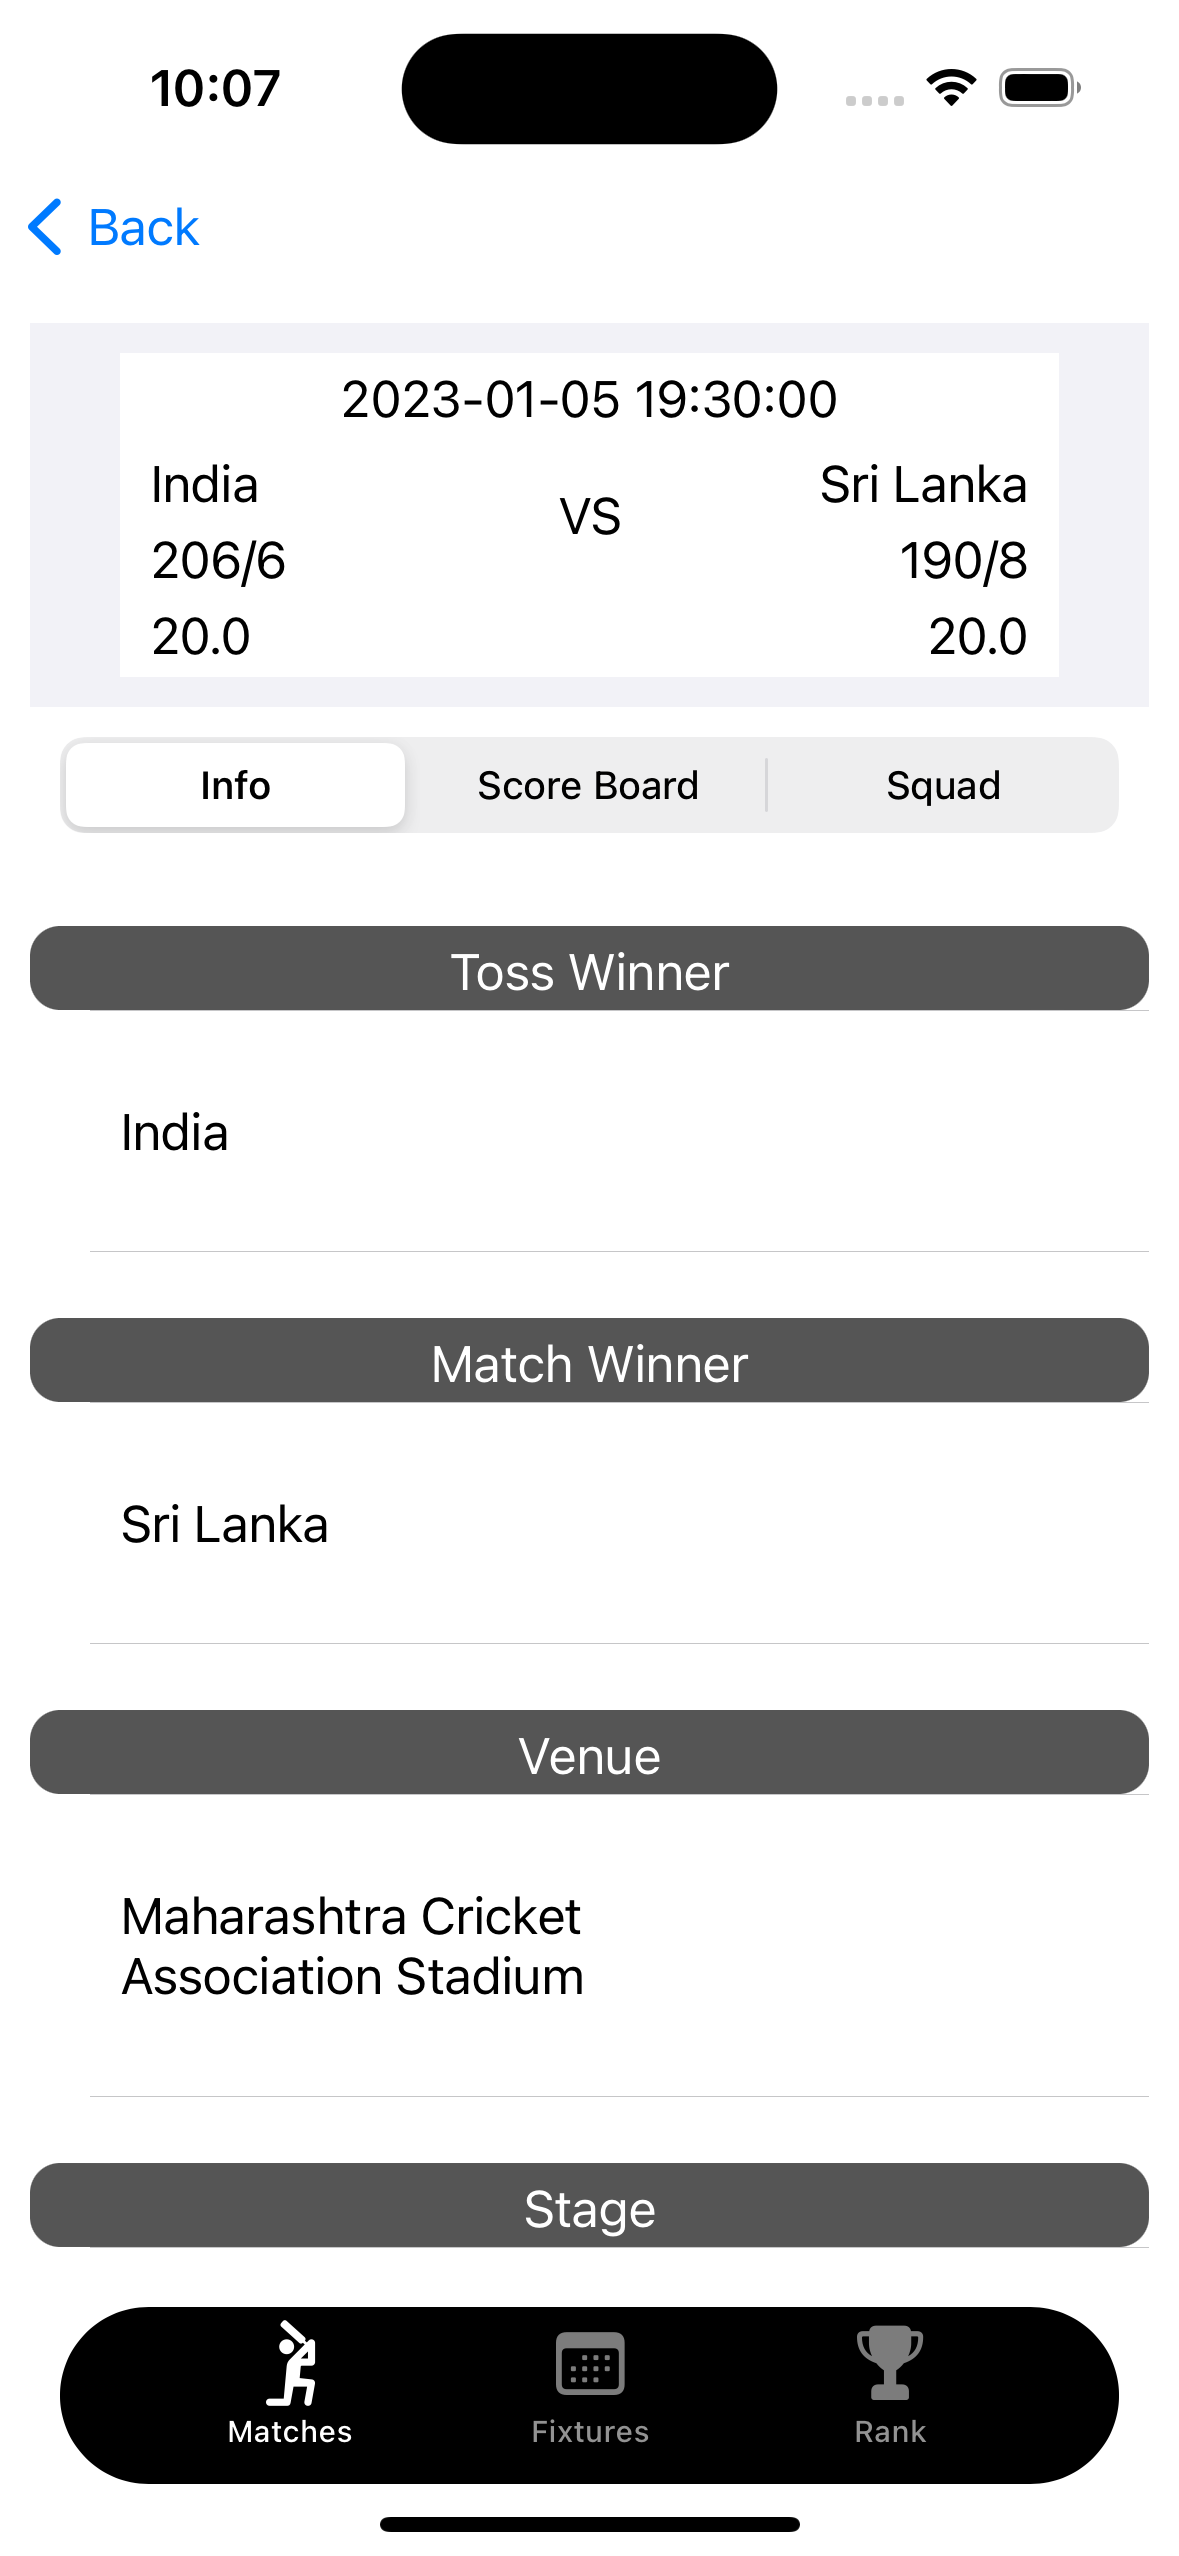 10:07
Back
2023-01-05 19:30:00
India
VS
Sri Lanka
206/6
190/8
20.0
20.0
Info
Score Board
Squad
Toss Winner
India
Match Winner
Sri Lanka
Venue
Maharashtra Cricket
Association Stadium
Stage
Matches
Fixtures
Rank